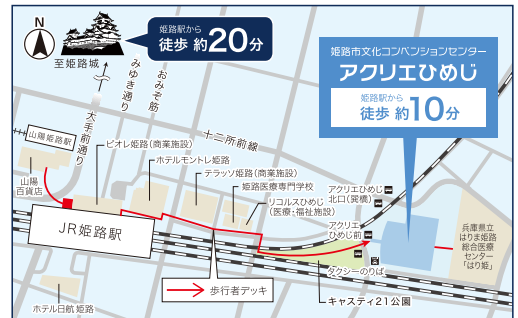 N
姫路駅から
徒歩 約20分
至姫路城
みゆき通り
おみぞ筋
大手前通り
十二所前線
姫路市文化コンベンションセンター
アクリエひめじ
姫路駅から
徒歩 約10分
山陽姫路駅
ピオレ姫路(商業施設)
ホテルモントレ姫路
テラッソ姫路(商業施設)
姫路医療専門学校
リコルスひめじ
(医療・福祉施設)
山陽
百貨店
JR姫路駅
アクリエひめじ
北口(巽橋)
アクリエ
ひめじ前
タクシーのりば
兵庫県立
はりま姫路
総合医療
センター
「はり姫」
歩行者デッキ
キャスティ21公園
ホテル日航 姫路